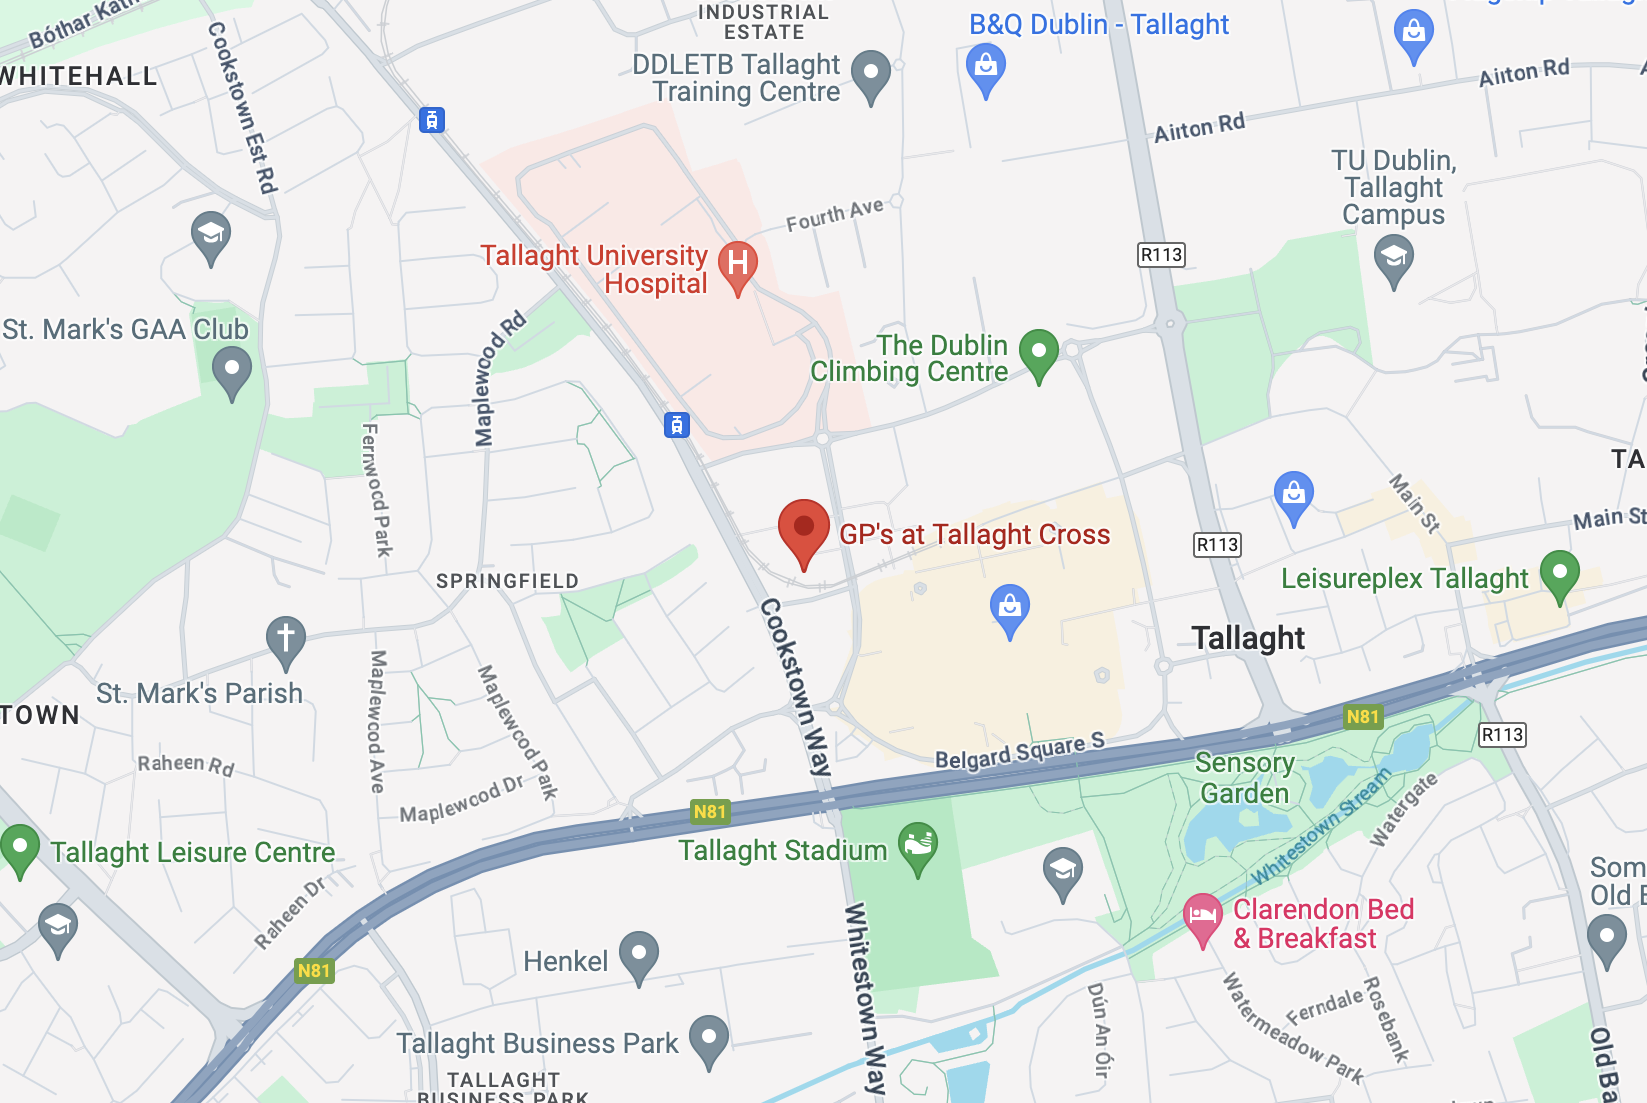 Bóthar Kath
INDUSTRIAL
ESTATE
B&Q Dublin - Tallaght
Cookstown Est Rd
WHITEHALL
DDLETB Tallaght
Training Centre
Airton Rd
Airton Rd
TU Dublin,
Tallaght
Campus
Fourth Ave
Tallaght University
Hospital
H
R113
St. Mark's GAA Club
Maplewood Rd
The Dublin
Climbing Centre
Fernwood Park
TA
Main St
Main St
GP's at Tallaght Cross
R113
SPRINGFIELD
Leisureplex Tallaght
Tallaght
Cookstown Way
St. Mark's Parish
Maplewood Ave
Maplewood Park
TOWN
N81
R113
Belgard Square S
Raheen Rd
Sensory
Garden
Maplewood Dr
N81
Whitestown Stream
Watergate
Tallaght Leisure Centre
Tallaght Stadium
Som
Old B
Raheen Dr
Clarendon Bed
& Breakfast
Henkel
Whitestown Way
N81
Dún An Óir
Watermeadow Park
Ferndale
Rosebank
Tallaght Business Park
Old Ba
TALLAGHT
BUSINESS PARK